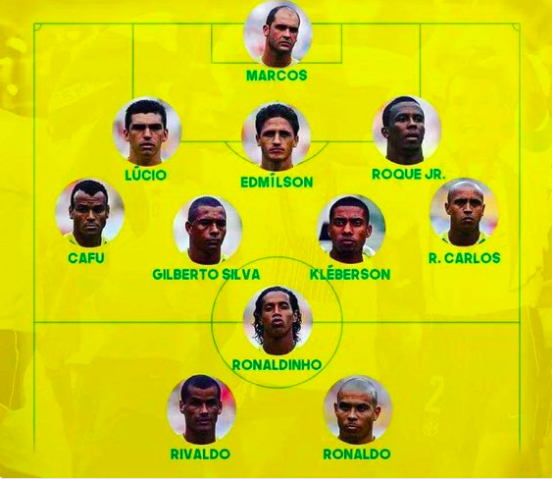 MARCOS
LÚCIO
EDMÍLSON
ROQUE JR.
CAFU
GILBERTO SILVA
KLÉBERSON
R. CARLOS
RONALDINHO
RIVALDO
RONALDO